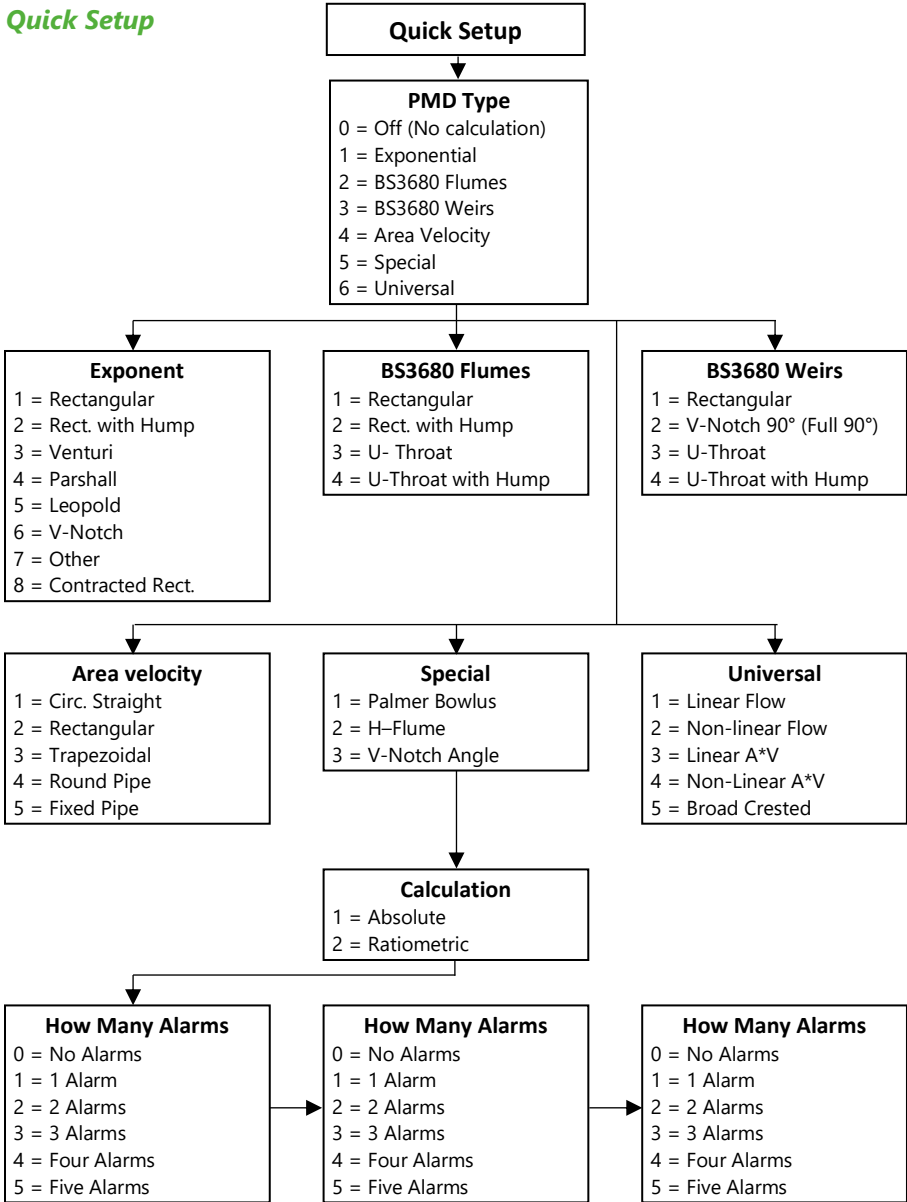 Quick Setup
Quick Setup
PMD Type
0 = Off (No calculation)
1 = Exponential
2 = BS3680 Flumes
3 = BS3680 Weirs
4 = Area Velocity
5 = Special
6 = Universal
Exponent
1 = Rectangular
2 = Rect. with Hump
3 = Venturi
4 = Parshall
5 = Leopold
6 = V-Notch
7 = Other
8 = Contracted Rect.
BS3680 Flumes
1 = Rectangular
2 = Rect. with Hump
3 = U- Throat
4 = U-Throat with Hump
BS3680 Weirs
1 = Rectangular
2 = V-Notch 90° (Full 90°)
3 = U-Throat
4 = U-Throat with Hump
Area velocity
1 = Circ. Straight
2 = Rectangular
3 = Trapezoidal
4 = Round Pipe
5 = Fixed Pipe
Special
1 = Palmer Bowlus
2 = H–Flume
3 = V-Notch Angle
Universal
1 = Linear Flow
2 = Non-linear Flow
3 = Linear A*V
4 = Non-Linear A*V
5 = Broad Crested
Calculation
1 = Absolute
2 = Ratiometric
How Many Alarms
0 = No Alarms
1 = 1 Alarm
2 = 2 Alarms
3 = 3 Alarms
4 = Four Alarms
5 = Five Alarms
How Many Alarms
0 = No Alarms
1 = 1 Alarm
2 = 2 Alarms
3 = 3 Alarms
4 = Four Alarms
5 = Five Alarms
How Many Alarms
0 = No Alarms
1 = 1 Alarm
2 = 2 Alarms
3 = 3 Alarms
4 = Four Alarms
5 = Five Alarms